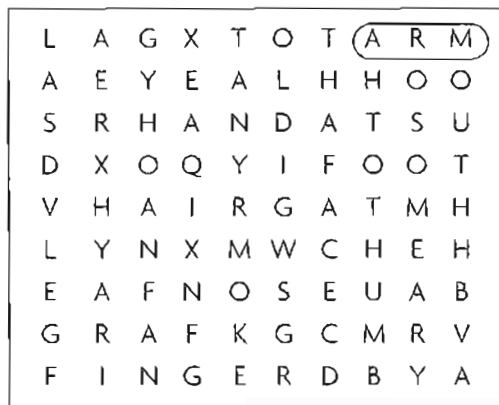 L A G X T O T A R M
A E Y E A L H H O O
S R H A N D A T S U
D X O Q Y I F O O T
V H A I R G A T M H
L Y N X M W C H E H
E A F N O S E U A B
G R A F K G C M R V
F I N G E R D B Y A